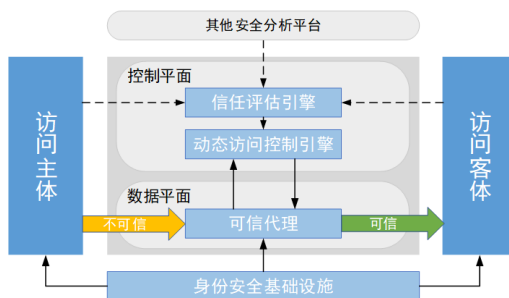 其他安全分析平台
控制平面
信任评估引擎
动态访问控制引擎
访问主体
访问客体
数据平面
不可信
可信代理
可信
身份安全基础设施